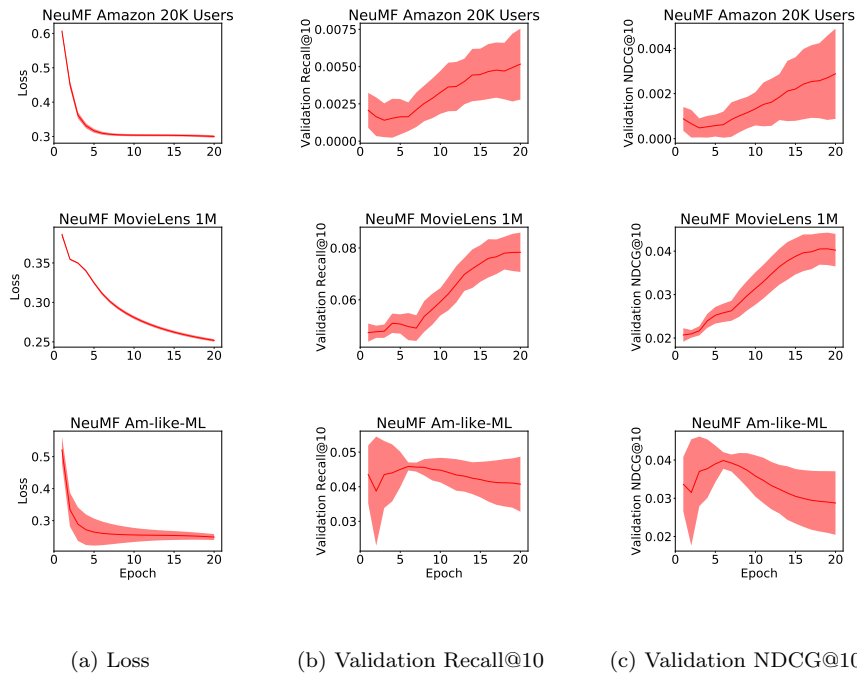 NeuMF Amazon 20K Users
0.6
0.5
0.4
0.3
Loss
0 5 10 15 20
NeuMF Amazon 20K Users
0.0075
0.0050
0.0025
0.0000
Validation Recall@10
0 5 10 15 20
NeuMF Amazon 20K Users
0.004
0.002
0.000
Validation NDCG@10
0 5 10 15 20
NeuMF MovieLens 1M
0.35
0.30
0.25
Loss
0 5 10 15 20
NeuMF MovieLens 1M
0.08
0.06
Validation Recall@10
0 5 10 15 20
NeuMF MovieLens 1M
0.04
0.03
0.02
Validation NDCG@10
0 5 10 15 20
NeuMF Am-like-ML
0.5
0.4
0.3
Loss
0 5 10 15 20
Epoch
NeuMF Am-like-ML
0.05
0.04
0.03
Validation Recall@10
0 5 10 15 20
Epoch
NeuMF Am-like-ML
0.04
0.03
0.02
Validation NDCG@10
0 5 10 15 20
Epoch
(a) Loss
(b) Validation Recall@10
(c) Validation NDCG@10